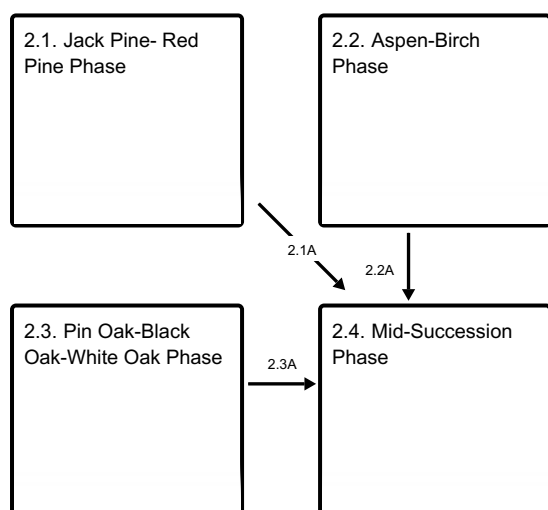 2.1. Jack Pine- Red
Pine Phase
2.2. Aspen-Birch
Phase
2.1A
2.2A
2.3. Pin Oak-Black
Oak-White Oak Phase
2.3A
2.4. Mid-Succession
Phase